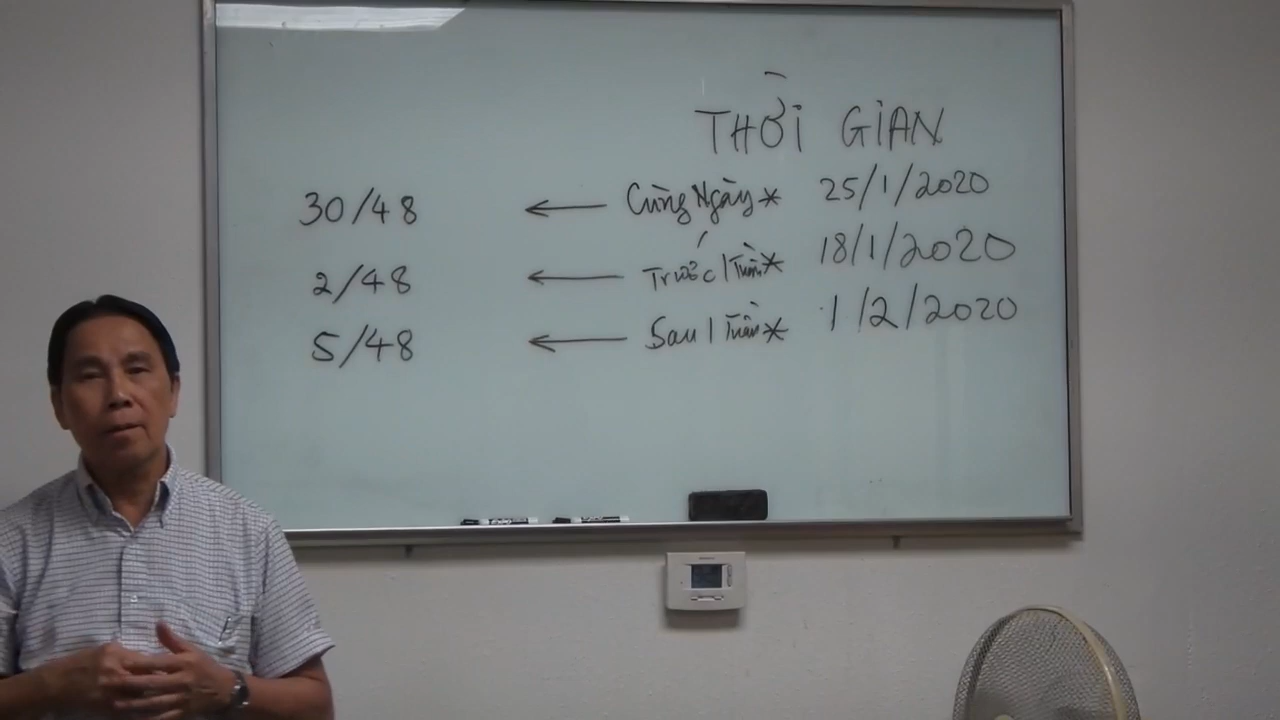 THỜI GIAN
30/48 ← Cùng Ngày * 25/1/2020
2/48 ← Trước 1 Tuần * 18/1/2020
5/48 ← Sau 1 Tuần * 1/2/2020